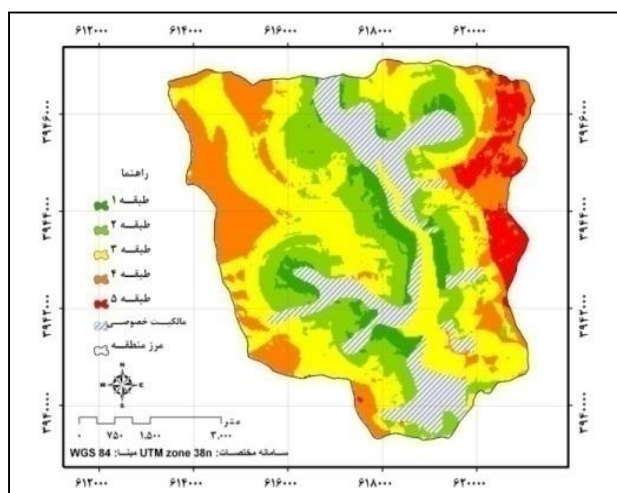 ۶۱۲۰۰۰ ۶۱۴۰۰۰ ۶۱۶۰۰۰ ۶۱۸۰۰۰ ۶۲۰۰۰۰
۳۹۴۶۰۰۰ ۳۹۴۶۰۰۰
۳۹۴۴۰۰۰ ۳۹۴۴۰۰۰
۳۹۴۲۰۰۰ ۳۹۴۲۰۰۰
۳۹۴۰۰۰۰ ۳۹۴۰۰۰۰
راهنما
طبقه ۱
طبقه ۲
طبقه ۳
طبقه ۴
طبقه ۵
مالکیت خصوصی
مرز منطقه
N
W E
S
متر
۰ ۷۵۰ ۱,۵۰۰ ۳,۰۰۰
سامانه مختصات: UTM zone 38n مبنا: WGS 84
۶۱۲۰۰۰ ۶۱۴۰۰۰ ۶۱۶۰۰۰ ۶۱۸۰۰۰ ۶۲۰۰۰۰